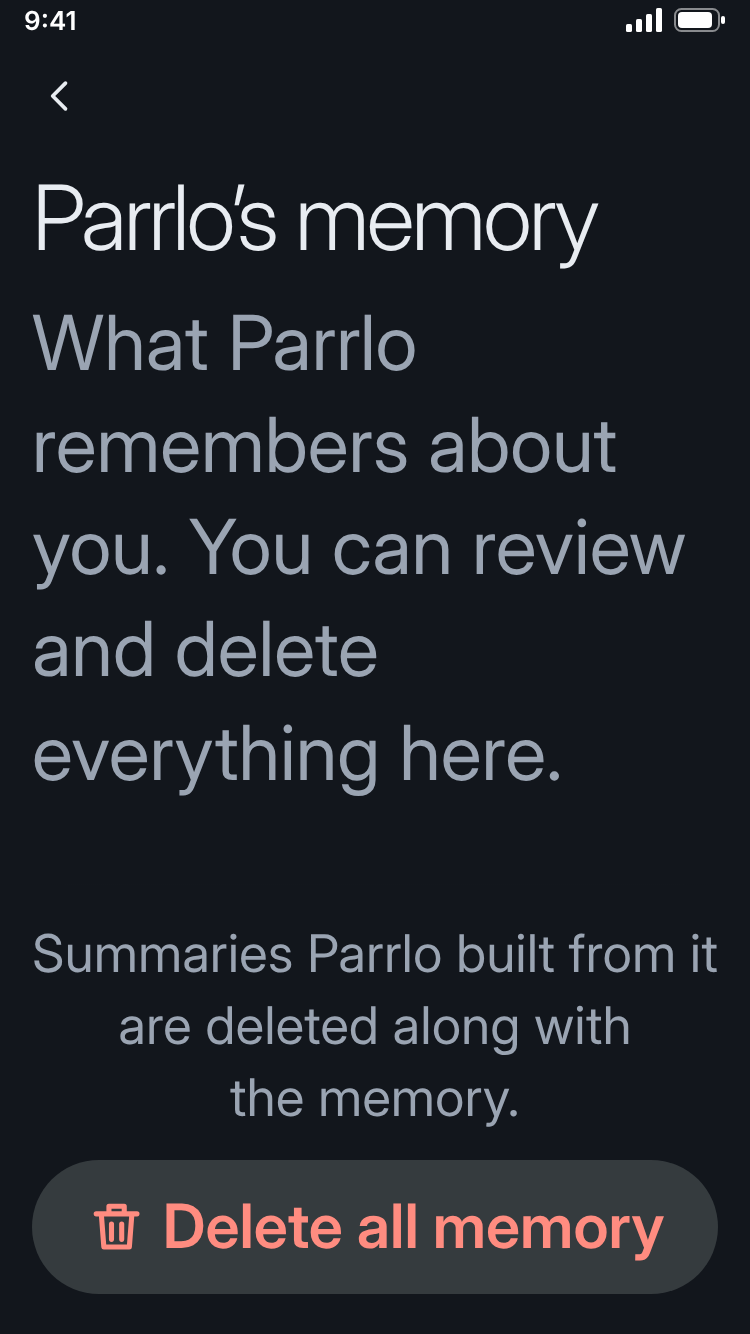 9:41
Parrlo’s memory
What Parrlo
remembers about
you. You can review
and delete
everything here.
Summaries Parrlo built from it
are deleted along with
the memory.
Delete all memory